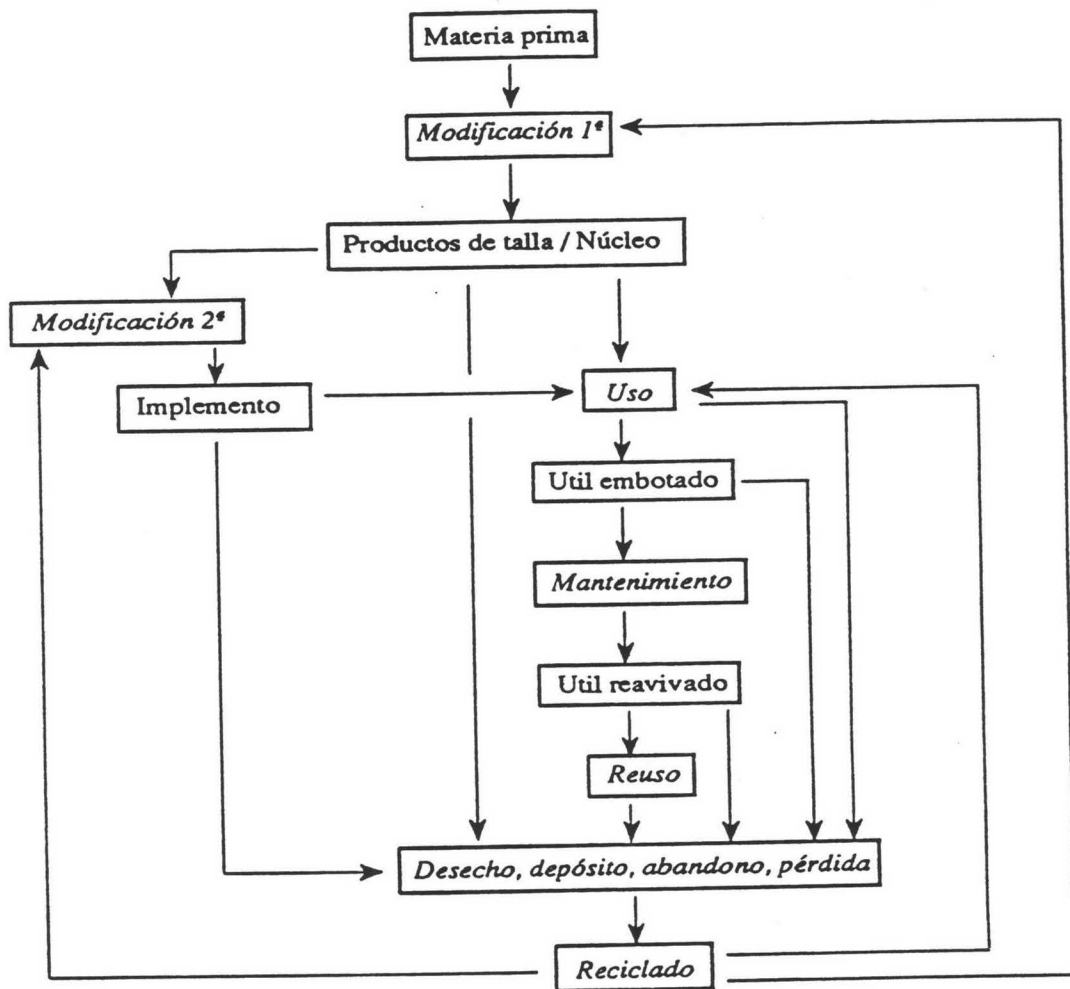 Materia prima
Modificación 1ª
Productos de talla / Núcleo
Modificación 2ª
Implemento
Uso
Util embotado
Mantenimiento
Util reavivado
Reuso
Desecho, depósito, abandono, pérdida
Reciclado